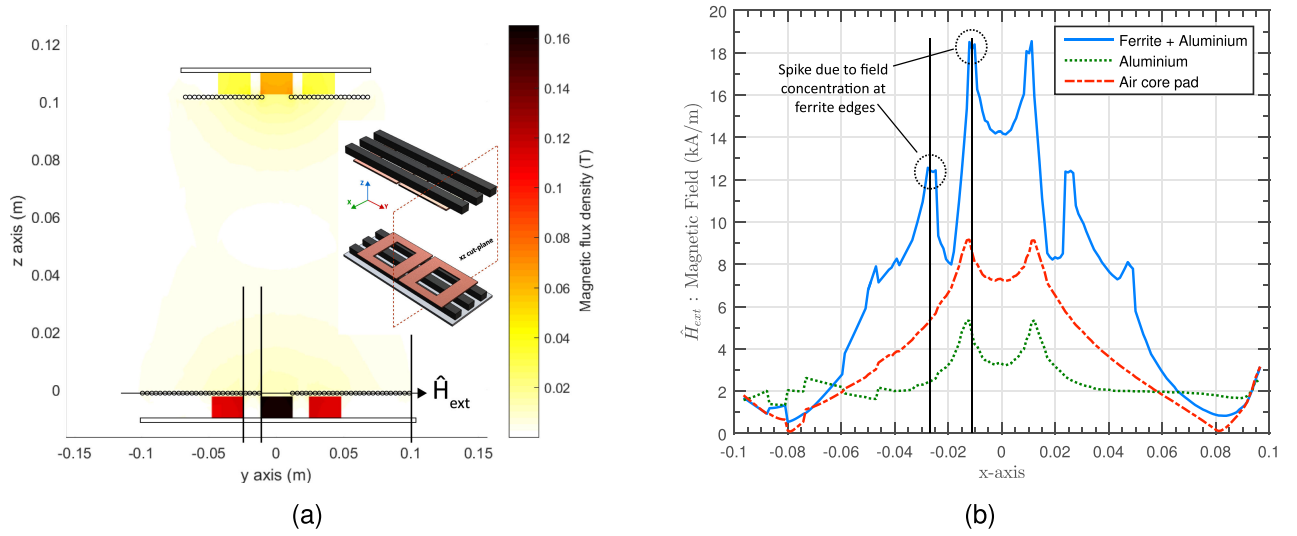 0.12
0.1
0.08
0.06
0.04
0.02
0
z axis (m)
-0.15
-0.1
-0.05
0
0.05
0.1
0.15
y axis (m)
Z
X
Y
xz cut-plane
Ĥext
0.16
0.14
0.12
0.1
0.08
0.06
0.04
0.02
Magnetic flux density (T)
(a)
20
18
16
14
12
10
8
6
4
2
0
Ĥext : Magnetic Field (kA/m)
Spike due to field
concentration at
ferrite edges
Ferrite + Aluminium
Aluminium
Air core pad
-0.1
-0.08
-0.06
-0.04
-0.02
0
0.02
0.04
0.06
0.08
0.1
x-axis
(b)